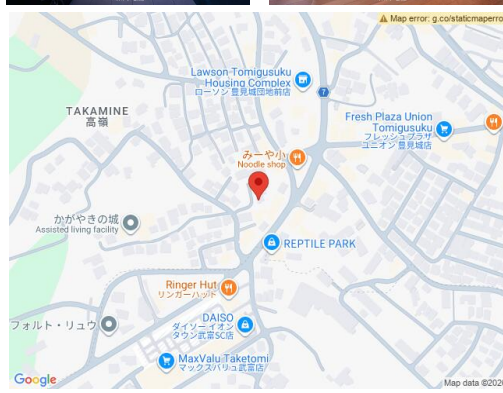 Map error: g.co/staticmaperro
Lawson Tomigusuku
Housing Complex
ローソン 豊見城団地前店
7
TAKAMINE
高嶺
Fresh Plaza Union
Tomigusuku
フレッシュプラザ
ユニオン 豊見城店
みーや小
Noodle shop
かがやきの城
Assisted living facility
REPTILE PARK
Ringer Hut
リンガーハット
フォルト・リュウ
DAISO
ダイソー イオン
タウン武富SC店
MaxValu Taketomi
マックスバリュ武富店
Google
Map data ©2026